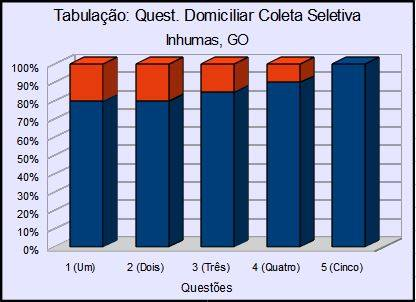 Tabulação: Quest. Domiciliar Coleta Seletiva
Inhumas, GO
100%
90%
80%
70%
60%
50%
40%
30%
20%
10%
0%
1 (Um) 2 (Dois) 3 (Três) 4 (Quatro) 5 (Cinco)
Questões